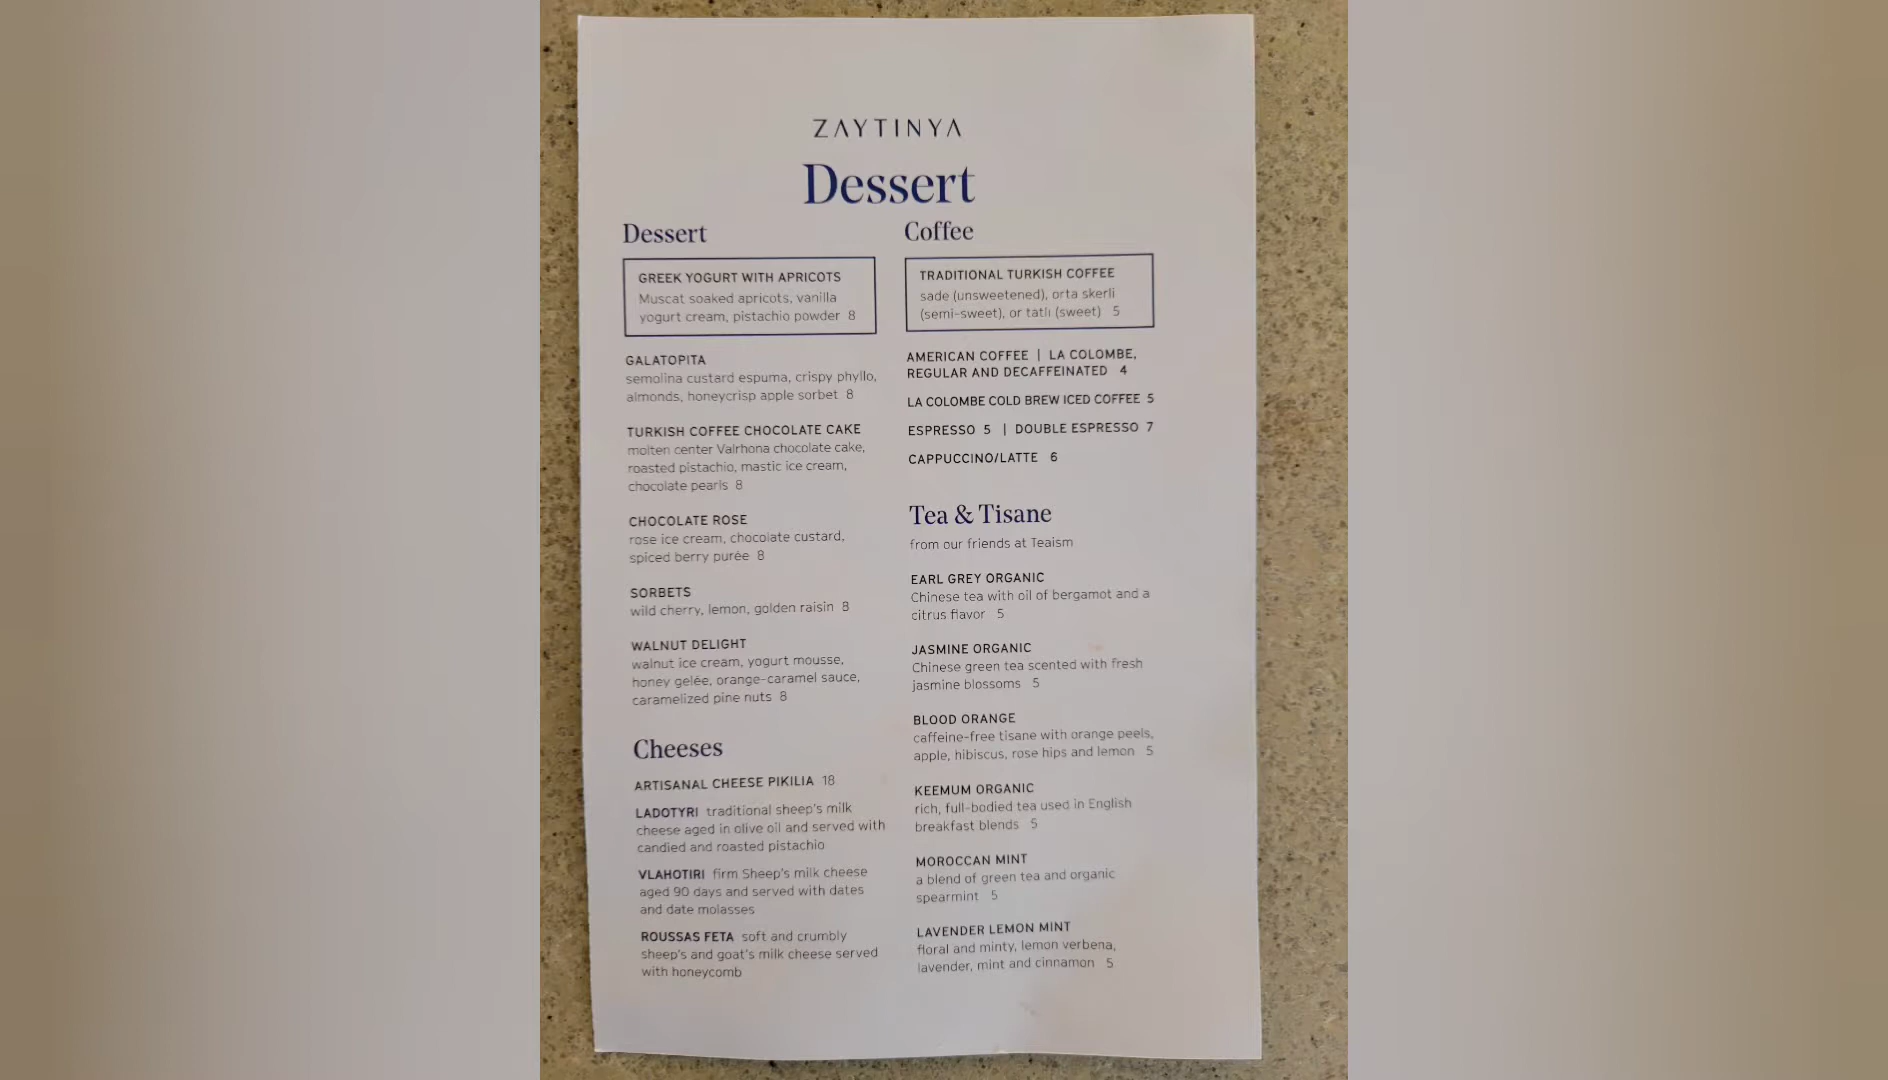 ZAYTINYA
Dessert
Dessert
GREEK YOGURT WITH APRICOTS
Muscat soaked apricots, vanilla
yogurt cream, pistachio powder 8
GALATOPITA
semolina custard espuma, crispy phyllo,
almonds, honeycrisp apple sorbet 8
TURKISH COFFEE CHOCOLATE CAKE
molten center Valrhona chocolate cake,
roasted pistachio, mastic ice cream,
chocolate pearls 8
CHOCOLATE ROSE
rose ice cream, chocolate custard,
spiced berry purée 8
SORBETS
wild cherry, lemon, golden raisin 8
WALNUT DELIGHT
walnut ice cream, yogurt mousse,
honey gelée, orange-caramel sauce,
caramelized pine nuts 8
Cheeses
ARTISANAL CHEESE PIKILIA 18
LADOTYRI traditional sheep's milk
cheese aged in olive oil and served with
candied and roasted pistachio
VLAHOTIRI firm Sheep's milk cheese
aged 90 days and served with dates
and date molasses
ROUSSAS FETA soft and crumbly
sheep's and goat's milk cheese served
with honeycomb
Coffee
TRADITIONAL TURKISH COFFEE
sade (unsweetened), orta skerli
(semi-sweet), or tatlı (sweet) 5
AMERICAN COFFEE | LA COLOMBE,
REGULAR AND DECAFFEINATED 4
LA COLOMBE COLD BREW ICED COFFEE 5
ESPRESSO 5 | DOUBLE ESPRESSO 7
CAPPUCCINO/LATTE 6
Tea & Tisane
from our friends at Teaism
EARL GREY ORGANIC
Chinese tea with oil of bergamot and a
citrus flavor 5
JASMINE ORGANIC
Chinese green tea scented with fresh
jasmine blossoms 5
BLOOD ORANGE
caffeine-free tisane with orange peels,
apple, hibiscus, rose hips and lemon 5
KEEMUM ORGANIC
rich, full-bodied tea used in English
breakfast blends 5
MOROCCAN MINT
a blend of green tea and organic
spearmint 5
LAVENDER LEMON MINT
floral and minty, lemon verbena,
lavender, mint and cinnamon 5